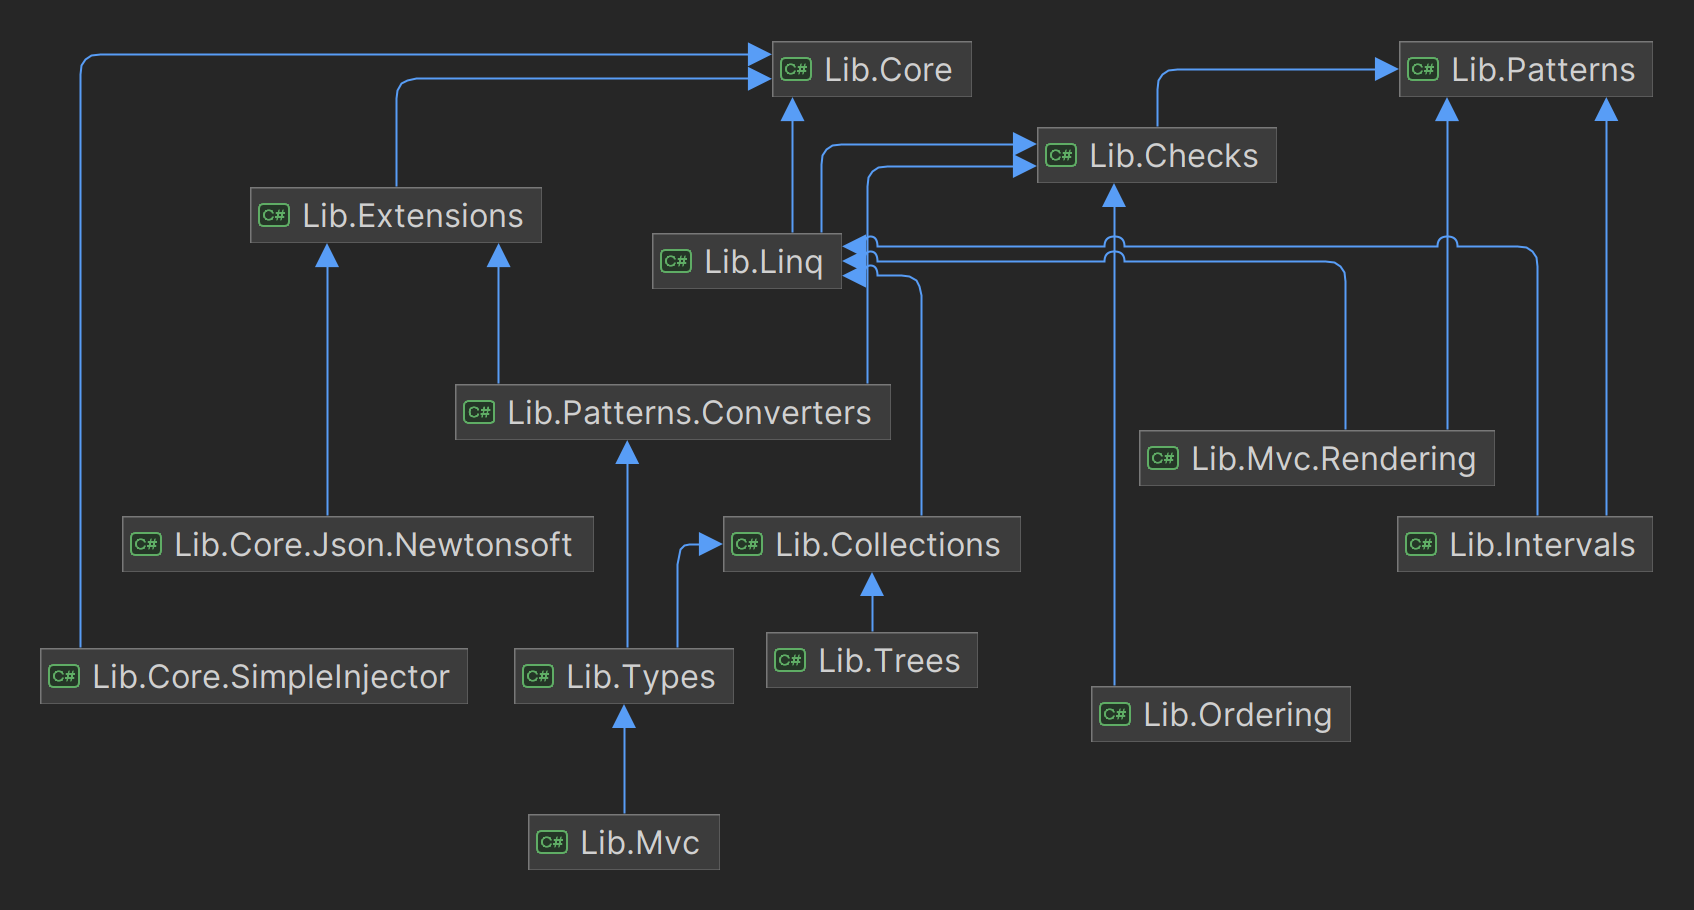 C# Lib.Core
C# Lib.Patterns
C# Lib.Checks
C# Lib.Extensions
C# Lib.Linq
C# Lib.Patterns.Converters
C# Lib.Mvc.Rendering
C# Lib.Core.Json.Newtonsoft
C# Lib.Collections
C# Lib.Intervals
C# Lib.Core.SimpleInjector
C# Lib.Types
C# Lib.Trees
C# Lib.Ordering
C# Lib.Mvc